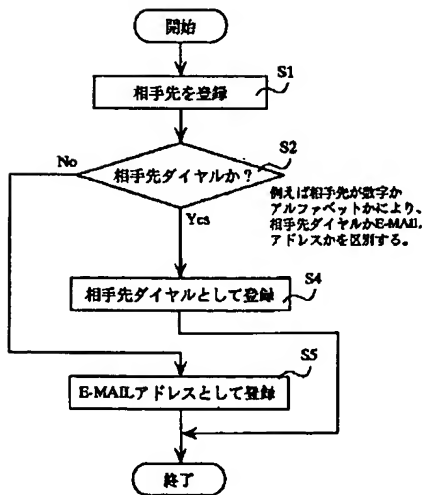 開始
S1
相手先を登録
S2
No
相手先ダイヤルか？
例えば相手先が数字か
アルファベットかにより、
相手先ダイヤルかE-MAIL
アドレスかを区別する。
Yes
S4
相手先ダイヤルとして登録
S5
E-MAILアドレスとして登録
終了